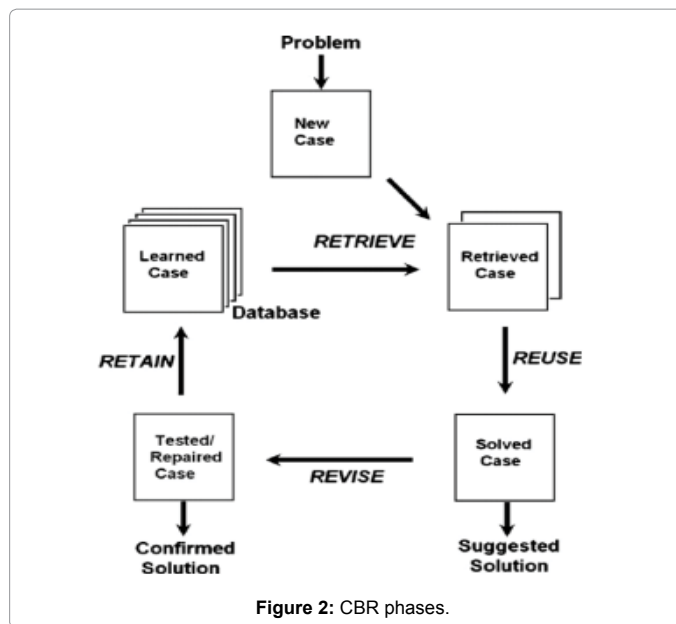 Problem
New
Case
RETRIEVE
Learned
Case
Database
Retrieved
Case
RETAIN
REUSE
Tested/
Repaired
Case
REVISE
Solved
Case
Confirmed
Solution
Suggested
Solution
Figure 2: CBR phases.